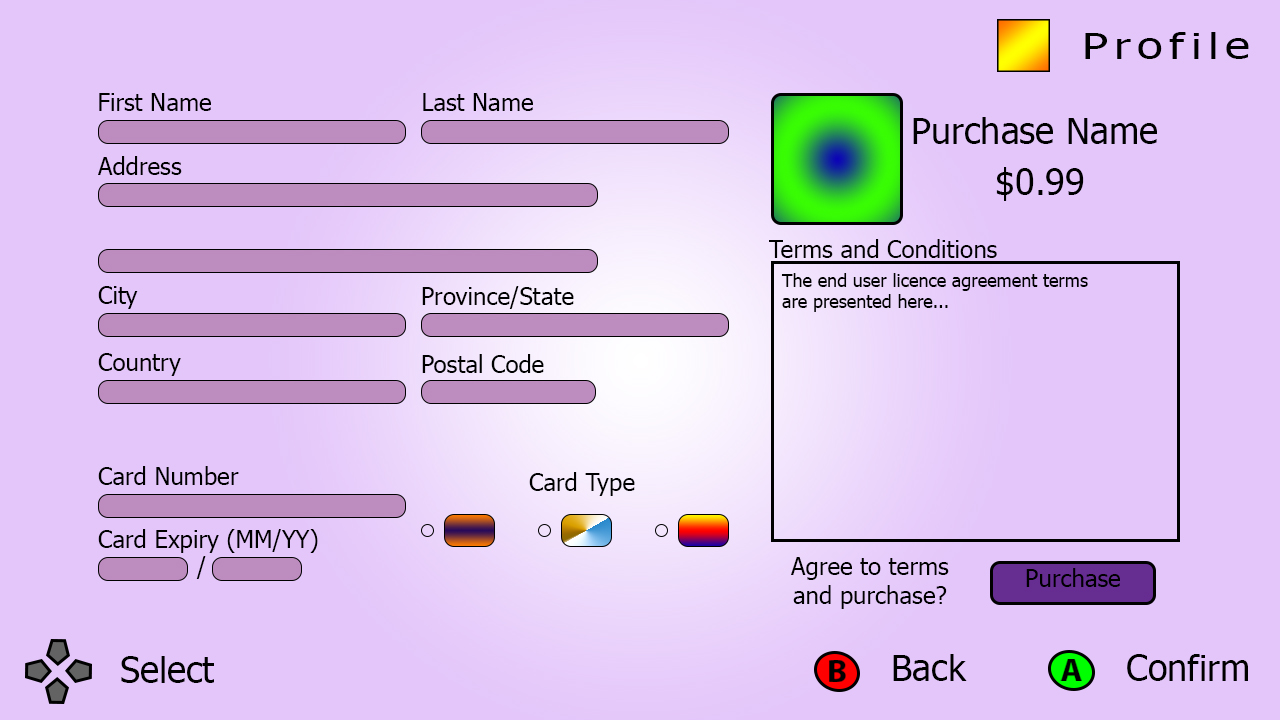 Profile
First Name
Last Name
Address
City
Province/State
Country
Postal Code
Card Number
Card Type
Card Expiry (MM/YY)
/
Purchase Name
$0.99
Terms and Conditions
The end user licence agreement terms
are presented here...
Agree to terms
and purchase?
Purchase
Select
B
Back
A
Confirm